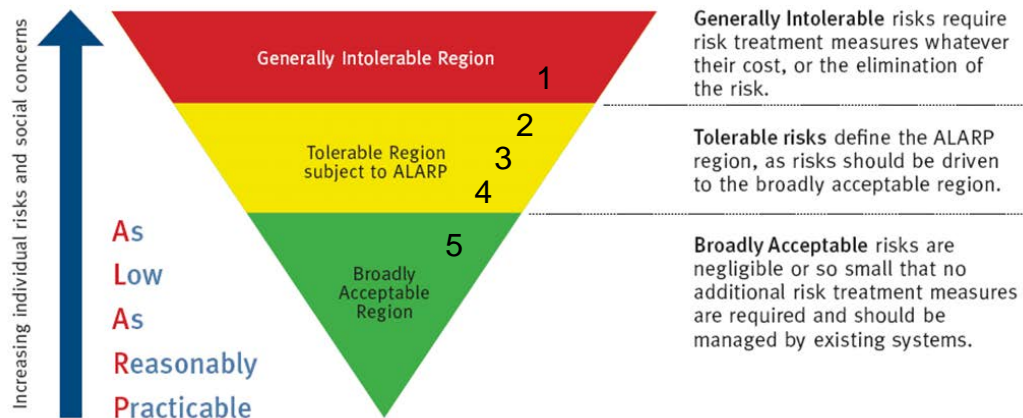 Increasing individual risks and social concerns
Generally Intolerable Region
1
2
Tolerable Region
subject to ALARP
3
4
5
Broadly
Acceptable
Region
As
Low
As
Reasonably
Practicable
Generally Intolerable risks require
risk treatment measures whatever
their cost, or the elimination of
the risk.
Tolerable risks define the ALARP
region, as risks should be driven
to the broadly acceptable region.
Broadly Acceptable risks are
negligible or so small that no
additional risk treatment measures
are required and should be
managed by existing systems.